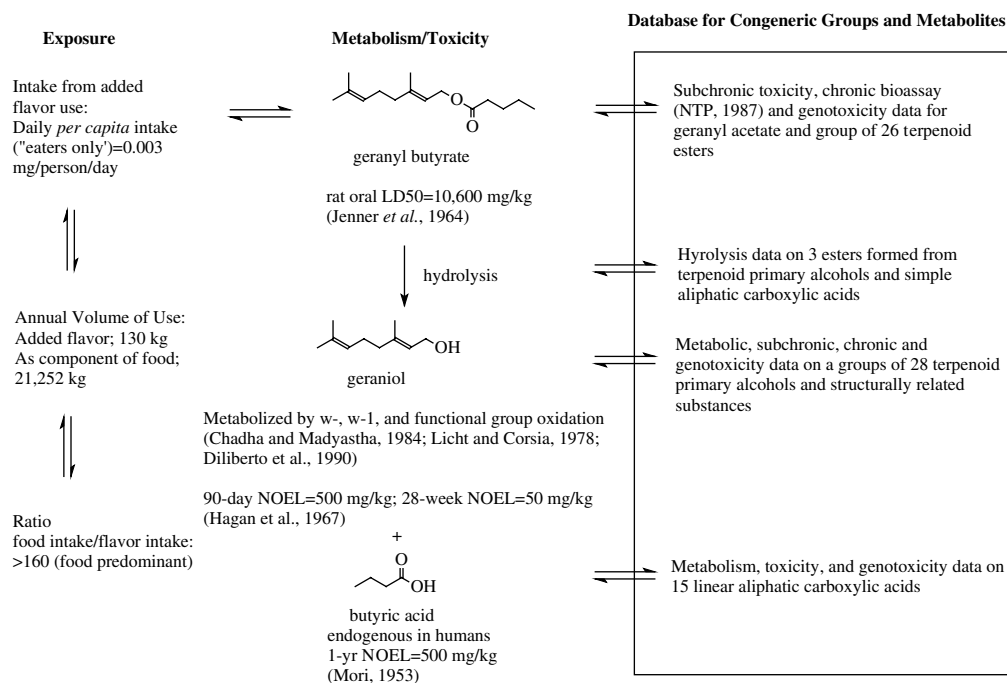 Exposure
Intake from added
flavor use:
Daily per capita intake
("eaters only')=0.003
mg/person/day
Annual Volume of Use:
Added flavor; 130 kg
As component of food;
21,252 kg
Ratio
food intake/flavor intake:
>160 (food predominant)
Metabolism/Toxicity
O
O
geranyl butyrate
rat oral LD50=10,600 mg/kg
(Jenner et al., 1964)
hydrolysis
OH
geraniol
Metabolized by w-, w-1, and functional group oxidation
(Chadha and Madyastha, 1984; Licht and Corsia, 1978;
Diliberto et al., 1990)
90-day NOEL=500 mg/kg; 28-week NOEL=50 mg/kg
(Hagan et al., 1967)
+
O
OH
butyric acid
endogenous in humans
1-yr NOEL=500 mg/kg
(Mori, 1953)
Database for Congeneric Groups and Metabolites
Subchronic toxicity, chronic bioassay
(NTP, 1987) and genotoxicity data for
geranyl acetate and group of 26 terpenoid
esters
Hyrolysis data on 3 esters formed from
terpenoid primary alcohols and simple
aliphatic carboxylic acids
Metabolic, subchronic, chronic and
genotoxicity data on a groups of 28 terpenoid
primary alcohols and structurally related
substances
Metabolism, toxicity, and genotoxicity data on
15 linear aliphatic carboxylic acids